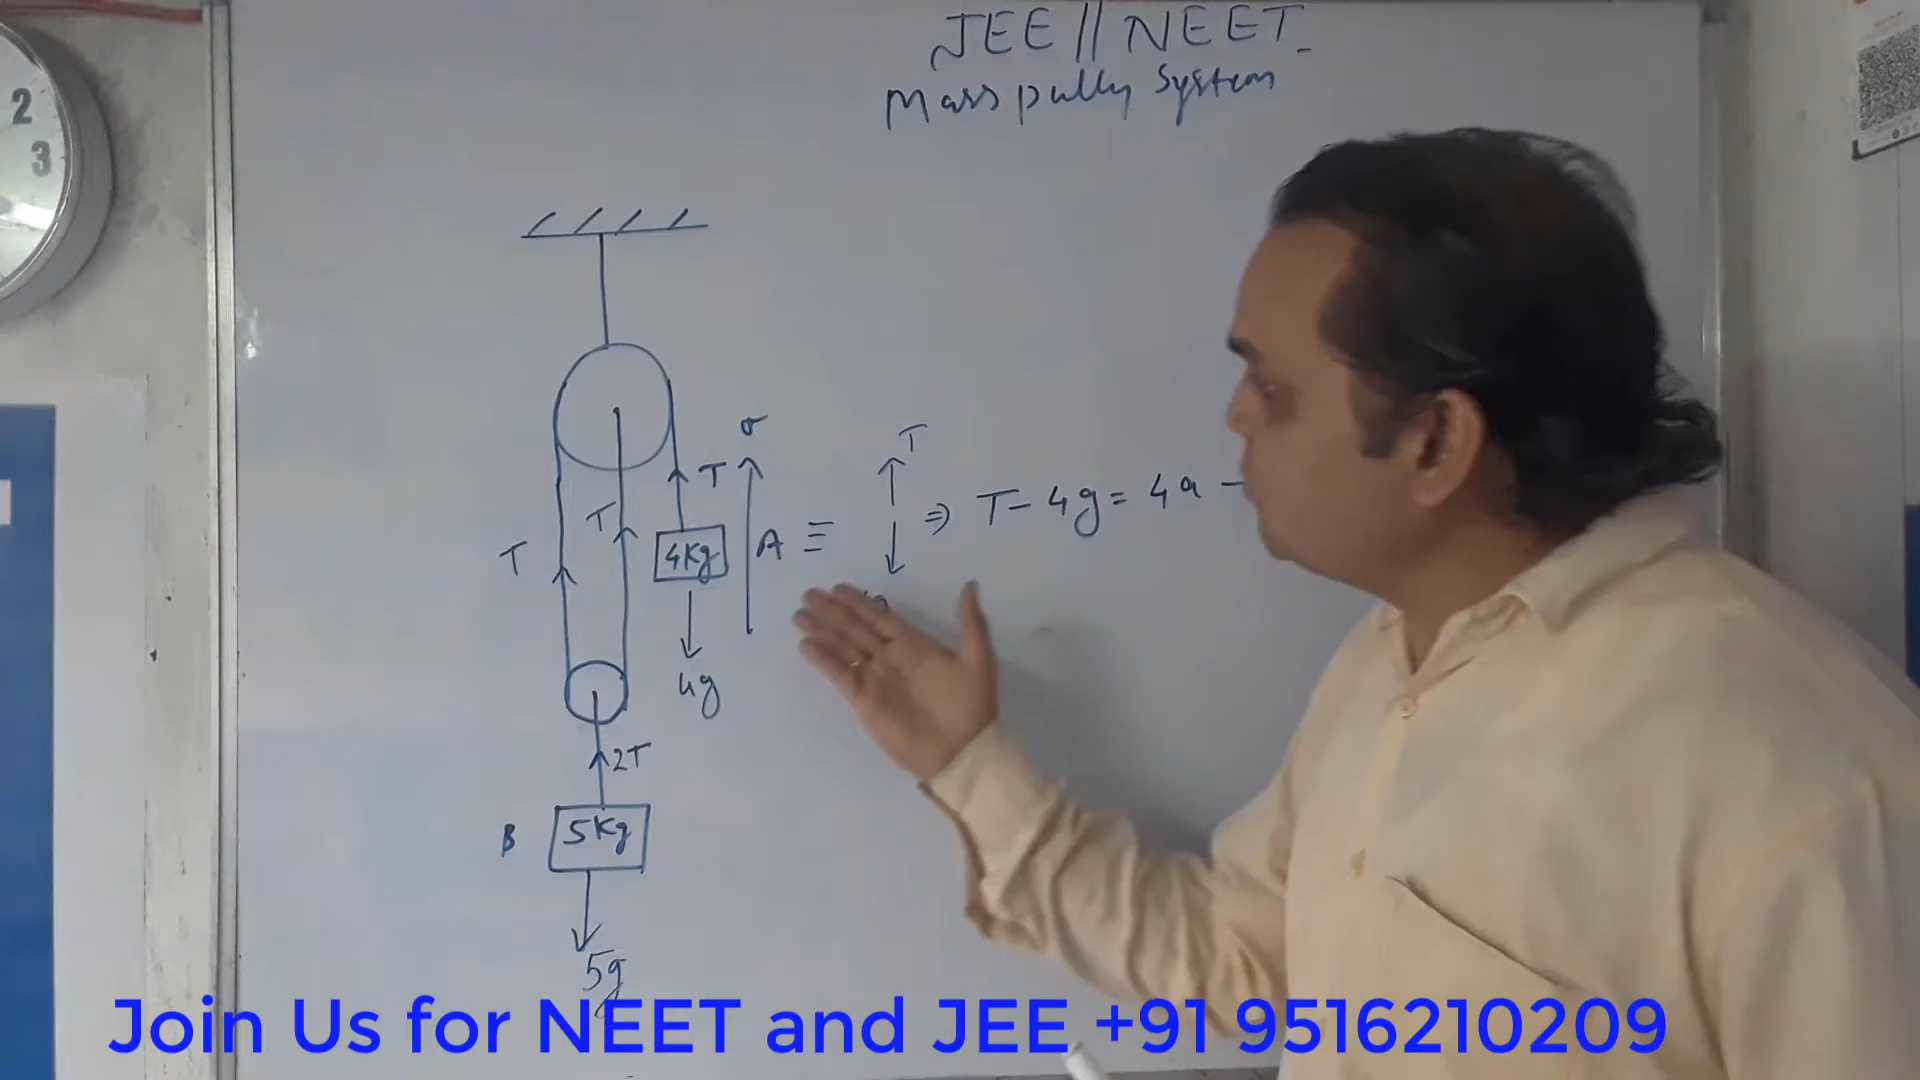 JEE || NEET
Mass pully System
2
3
T
T
T
4Kg
A ≡
T
⇒ T - 4g = 4a -
4g
2T
B
5Kg
5g
Join Us for NEET and JEE +91 9516210209